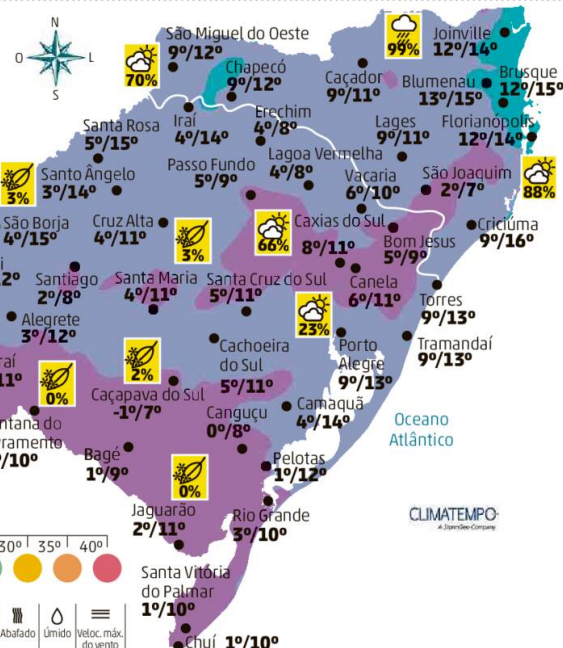 N
O
L
S
São Miguel do Oeste
9º/12º
70%
99%
Joinville
12º/14º
Chapecó
9º/12º
Caçador
9º/11º
Blumenau
13º/15º
Brusque
12º/15º
Iraí
4º/14º
Erechim
4º/8º
Lages
9º/11º
Florianópolis
12º/14º
Santa Rosa
5º/15º
Passo Fundo
5º/9º
Lagoa Vermelha
4º/8º
Vacaria
6º/10º
São Joaquim
2º/7º
88%
3%
Santo Ângelo
3º/14º
São Borja
4º/15º
Cruz Alta
4º/11º
3%
66%
Caxias do Sul
8º/11º
Bom Jesus
5º/9º
Criciúma
9º/16º
Santiago
2º/8º
Santa Maria
4º/11º
Santa Cruz do Sul
5º/11º
Canela
6º/11º
Torres
9º/13º
Alegrete
3º/12º
23%
Cachoeira
do Sul
5º/11º
Porto
Alegre
9º/13º
Tramandaí
9º/13º
0%
2%
Caçapava do Sul
-1º/7º
Canguçu
0º/8º
Camaquã
4º/14º
Oceano
Atlântico
/10º
Bagé
1º/9º
0%
Pelotas
1º/12º
Jaguarão
2º/11º
Rio Grande
3º/10º
CLIMATEMPO
A StormGeo Company
30º 35º 40º
Santa Vitória
do Palmar
1º/10º
Abafado
Úmido
Veloc. máx.
do vento
Chuí 1º/10º